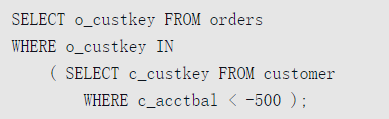 SELECT o_custkey FROM orders
WHERE o_custkey IN
( SELECT c_custkey FROM customer
WHERE c_acctbal < -500 );